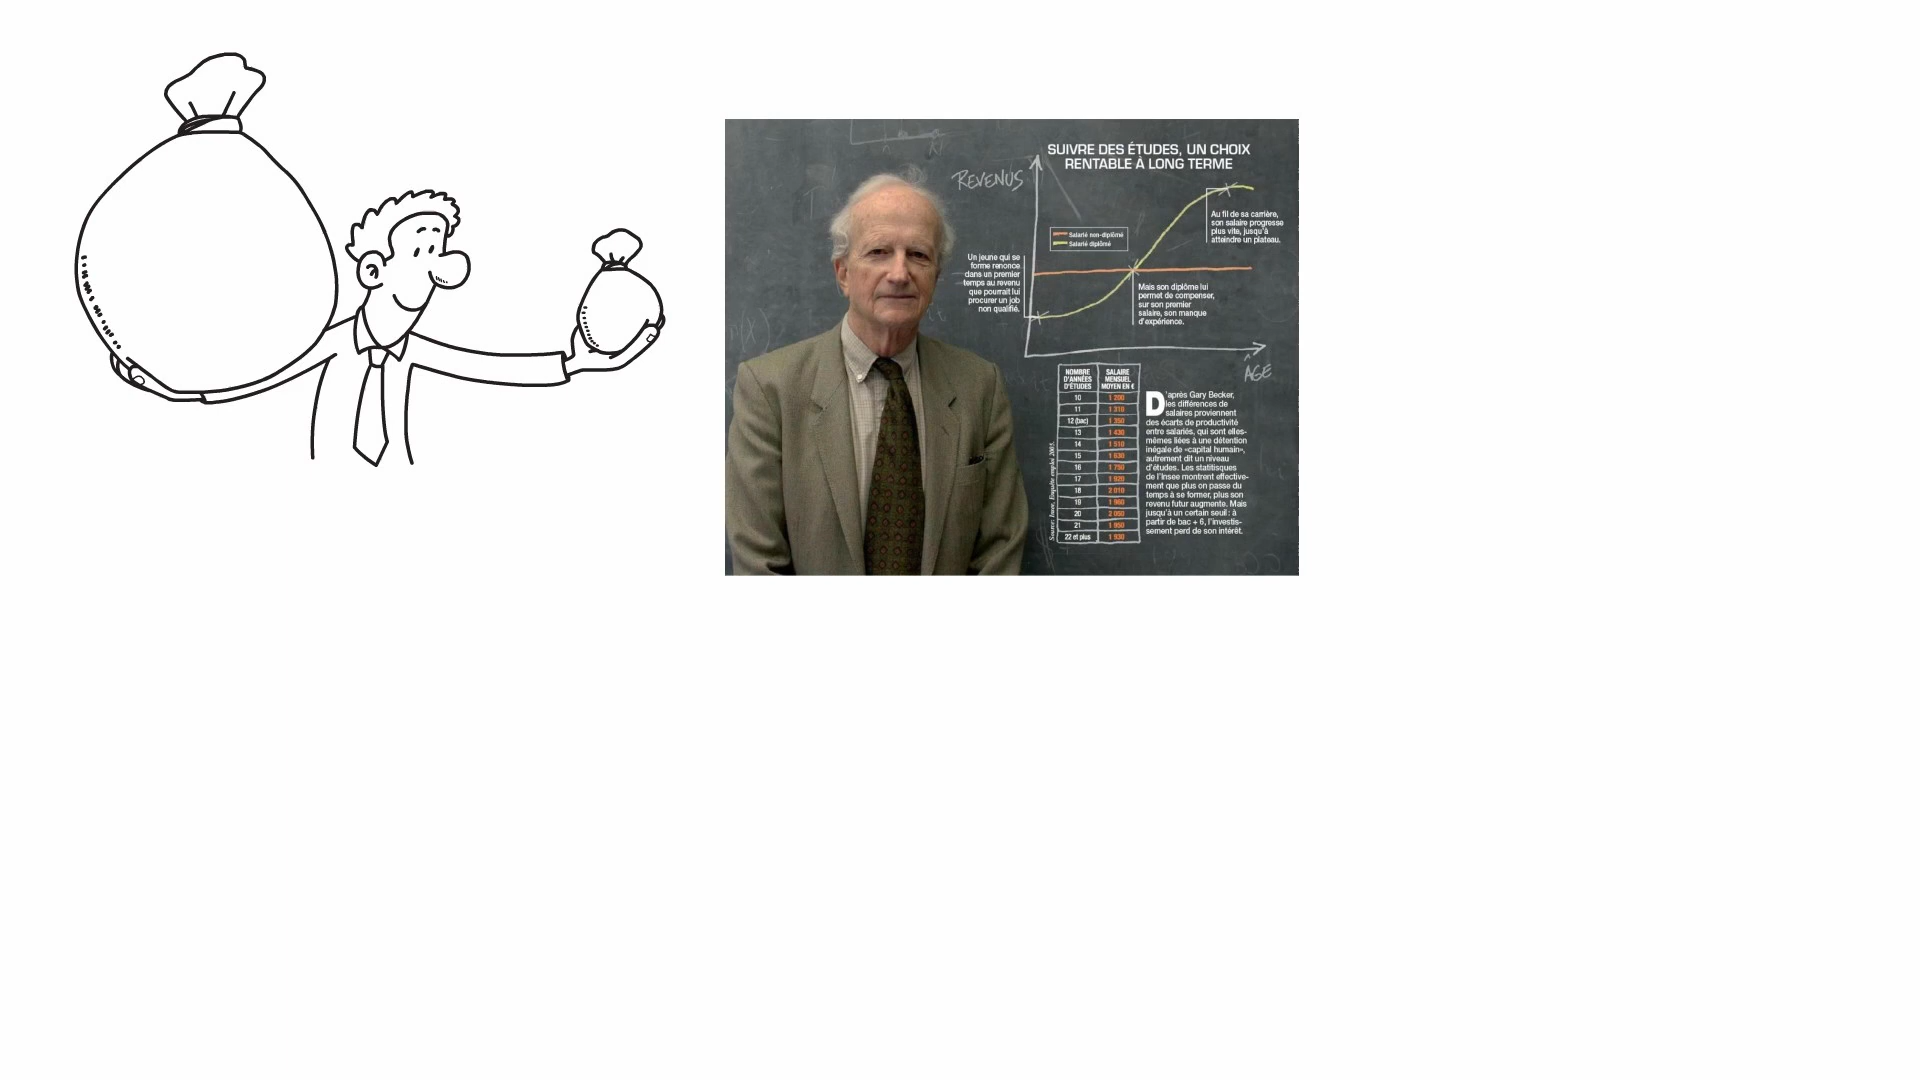 SUIVRE DES ÉTUDES, UN CHOIX
RENTABLE À LONG TERME
REVENUS
Au fil de sa carrière,
son salaire progresse
plus vite, jusqu'à
atteindre un plateau.
Salarié non-diplômé
Salarié diplômé
Un jeune qui se
forme renonce
dans un premier
temps au revenu
que pourrait lui
procurer un job
non qualifié.
Mais son diplôme lui
permet de compenser,
sur son premier
salaire, son manque
d'expérience.
ÂGE
NOMBRE D'ANNÉES D'ÉTUDES SALAIRE MENSUEL MOYEN EN €
10 1 200
11 1 310
12 (bac) 1 350
13 1 430
14 1 510
15 1 630
16 1 750
17 1 820
18 2 010
19 1 960
20 2 050
21 1 950
22 et plus 1 930
Source: Insee, Enquête emploi 2005.
D'après Gary Becker,
les différences de
salaires proviennent
des écarts de productivité
entre salariés, qui sont elles-
mêmes liées à une détention
inégale de «capital humain»,
autrement dit un niveau
d'études. Les statitisques
de l'Insee montrent effective-
ment que plus on passe du
temps à se former, plus son
revenu futur augmente. Mais
jusqu'à un certain seuil : à
partir de bac + 6, l'investis-
sement perd de son intérêt.